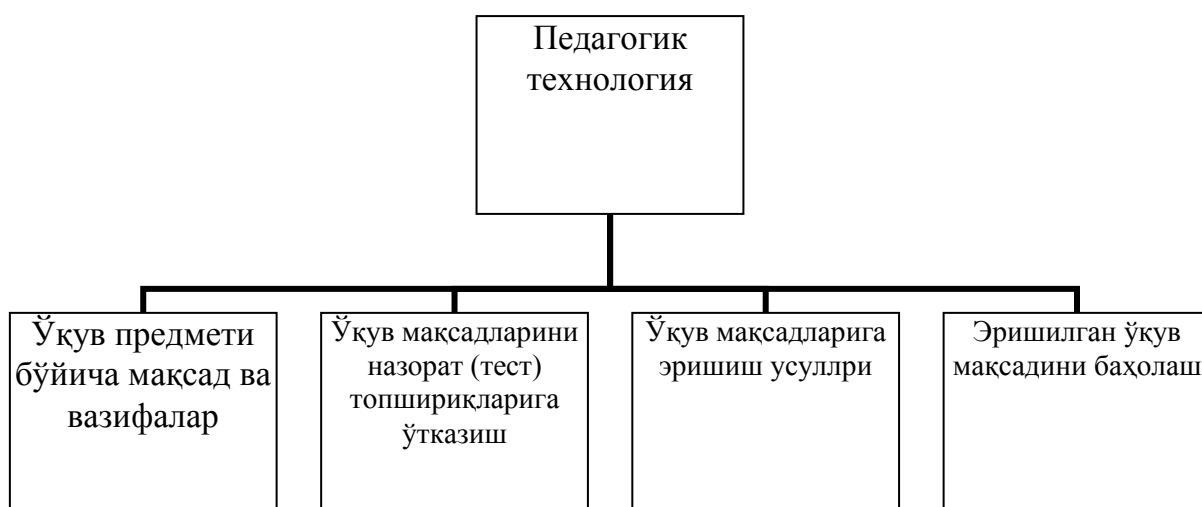 Педагогик
технология
Ўқув предмети
бўйича мақсад ва
вазифалар
Ўқув мақсадларини
назорат (тест)
топшириқларига
ўтказиш
Ўқув мақсадларига
эришиш усуллри
Эришилган ўқув
мақсадини баҳолаш